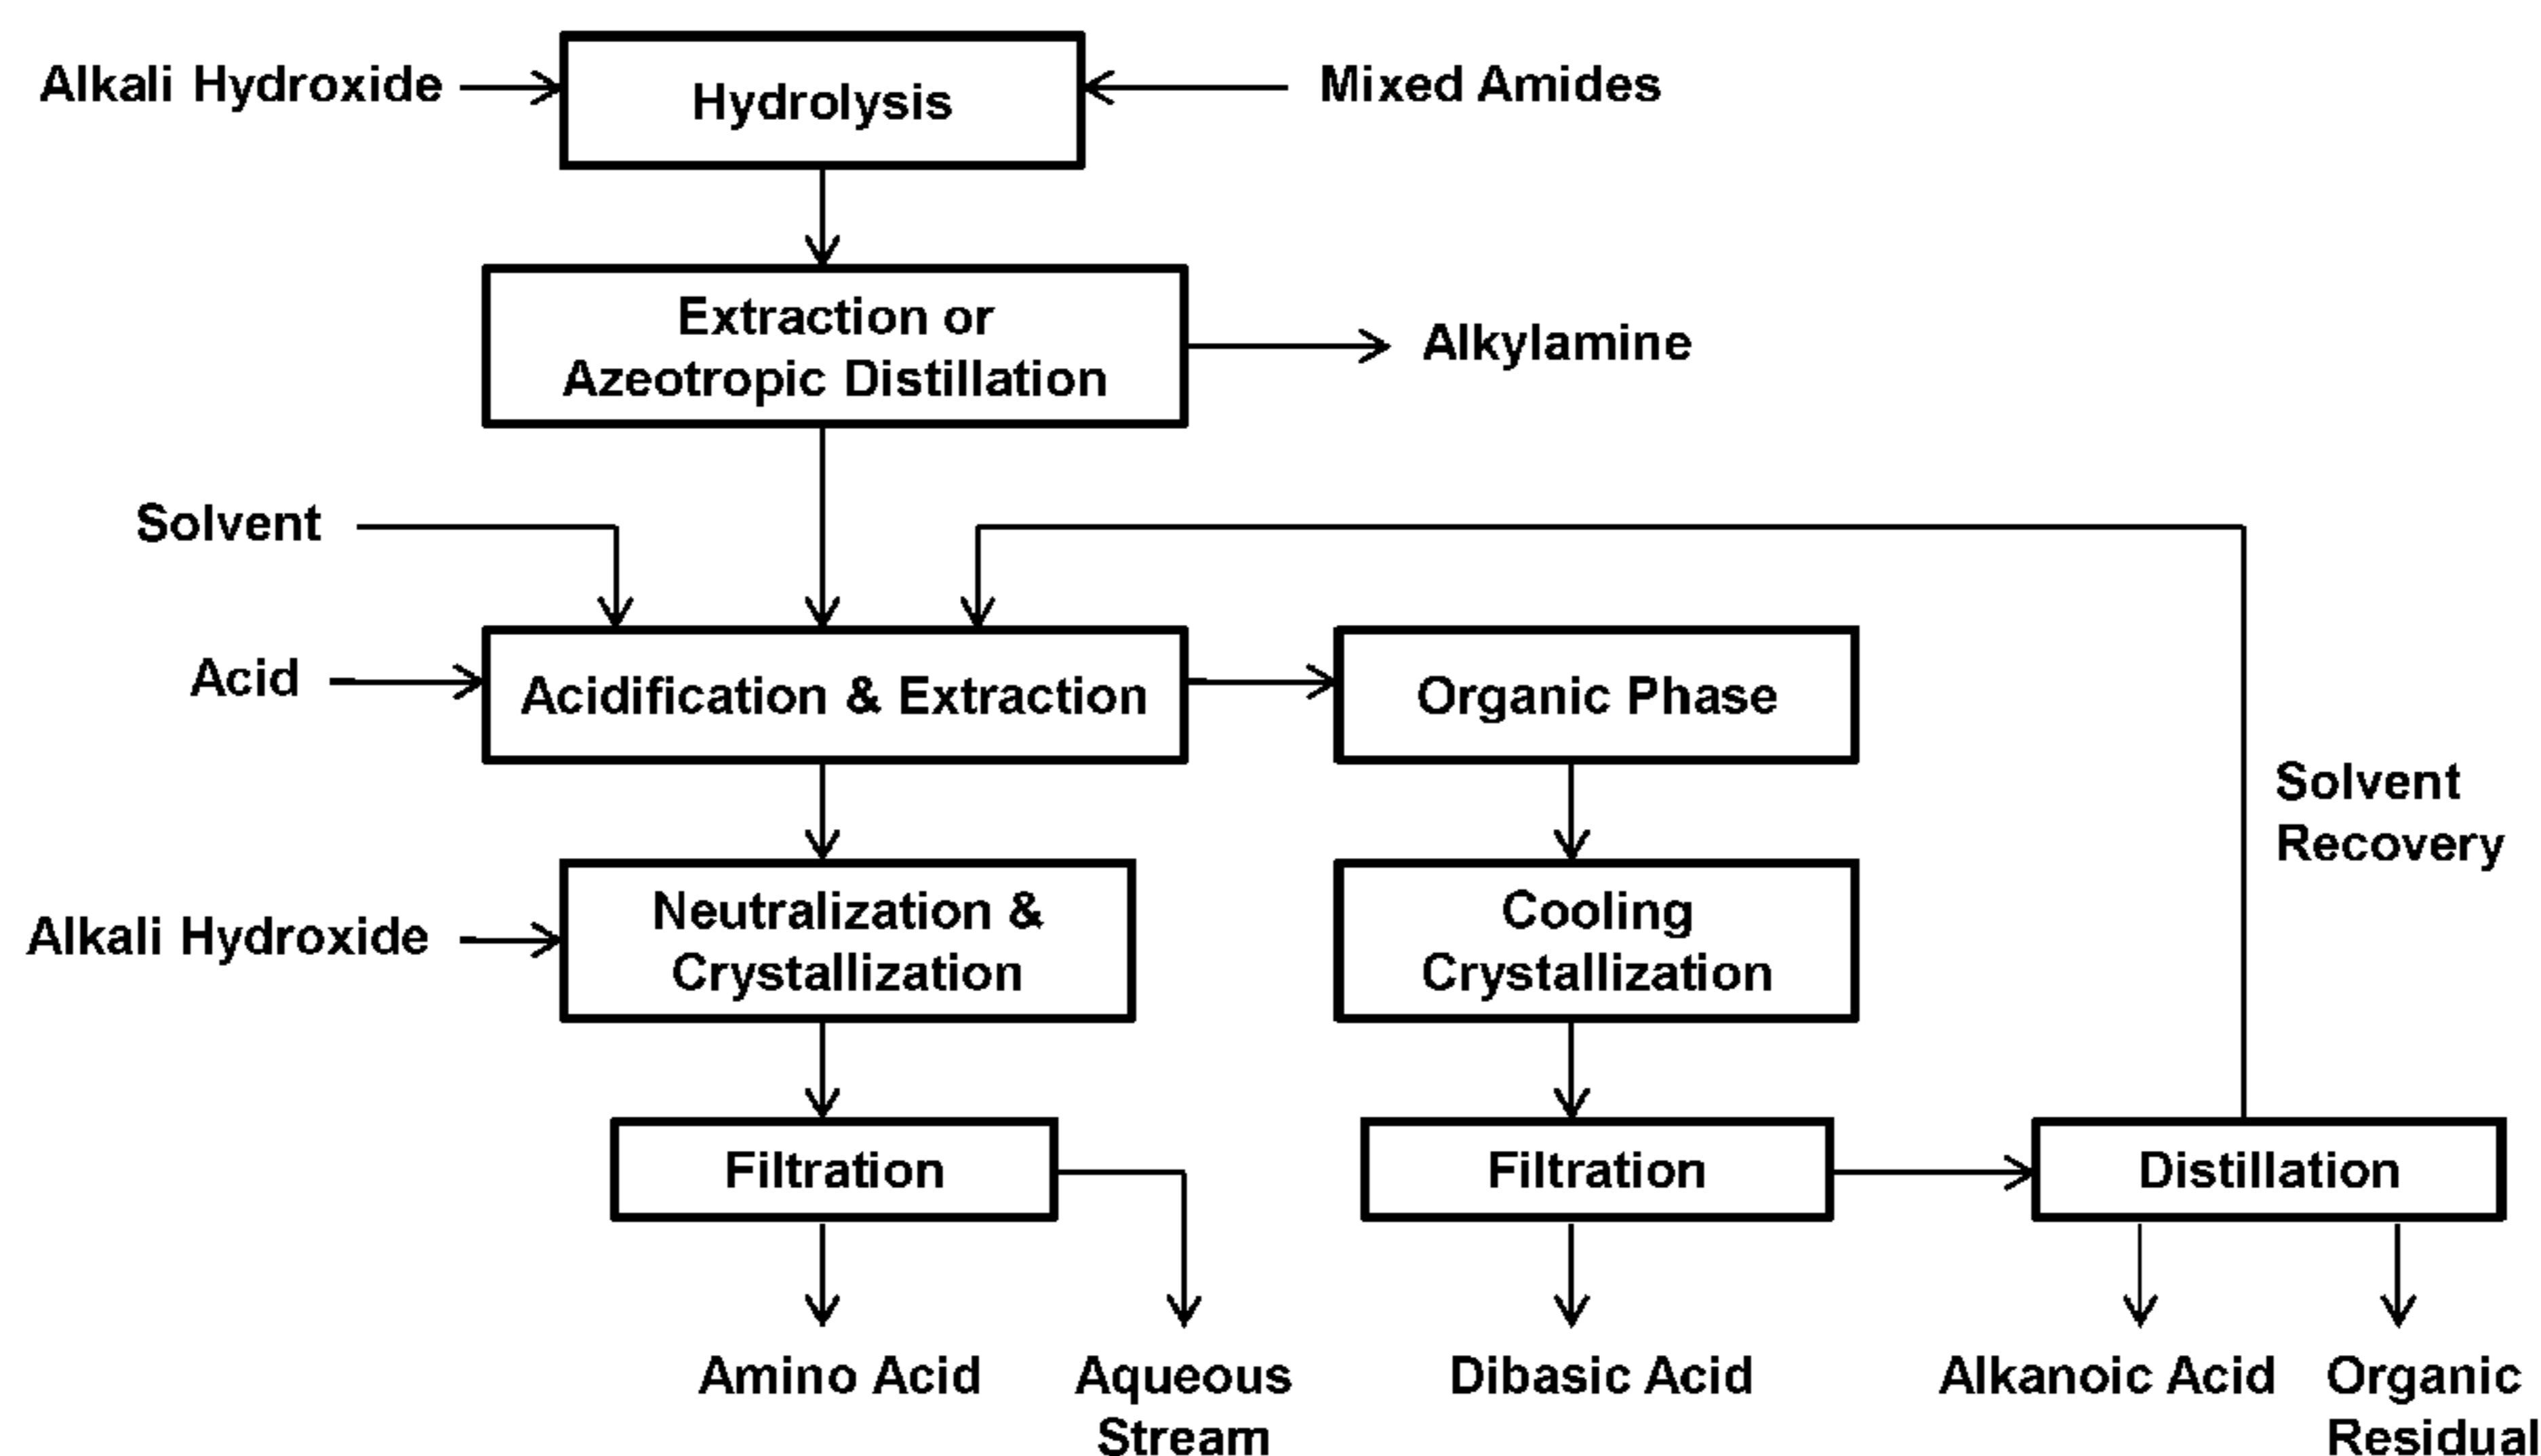 Alkali Hydroxide
Hydrolysis
Mixed Amides
Extraction or
Azeotropic Distillation
Alkylamine
Solvent
Acid
Acidification & Extraction
Organic Phase
Solvent
Recovery
Alkali Hydroxide
Neutralization &
Crystallization
Cooling
Crystallization
Filtration
Filtration
Distillation
Amino Acid
Aqueous
Stream
Dibasic Acid
Alkanoic Acid
Organic
Residual